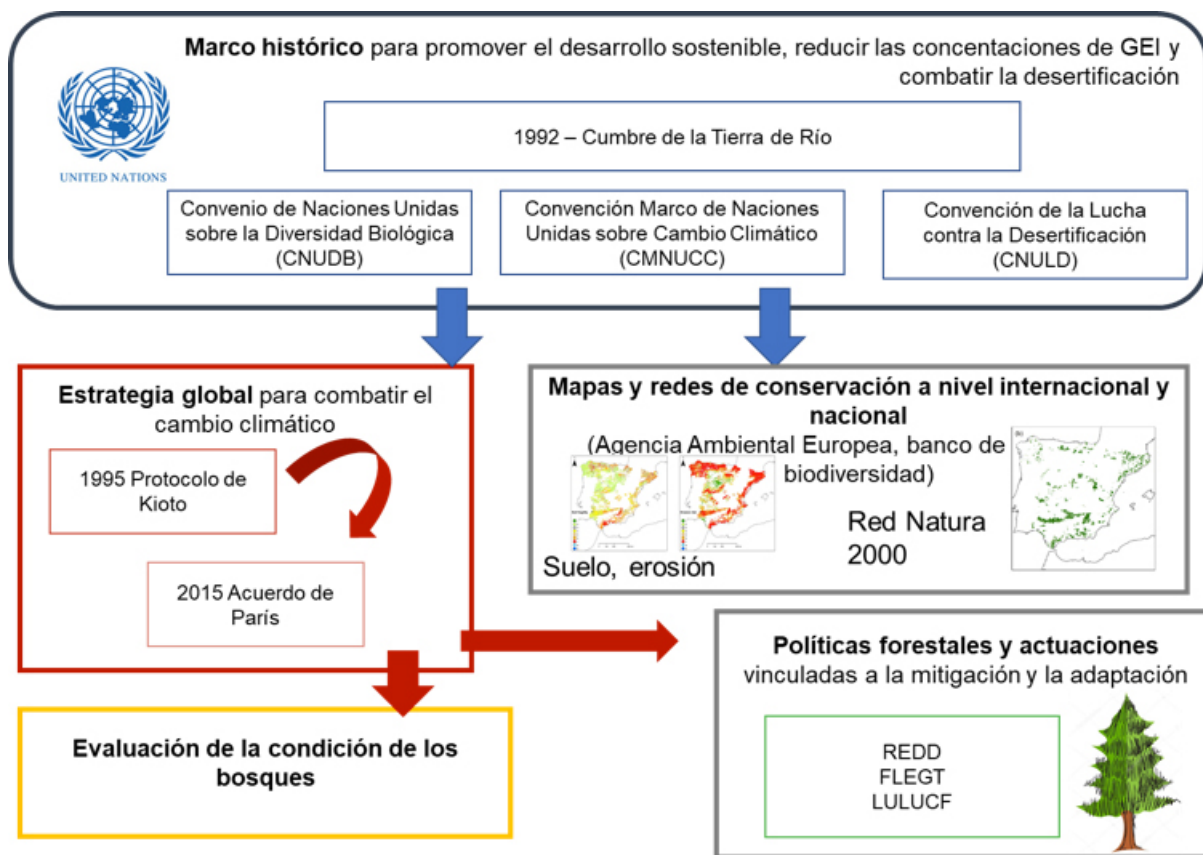 Marco histórico para promover el desarrollo sostenible, reducir las concentaciones de GEI y
combatir la desertificación
UNITED NATIONS
1992 – Cumbre de la Tierra de Río
Convenio de Naciones Unidas
sobre la Diversidad Biológica
(CNUDB)
Convención Marco de Naciones
Unidas sobre Cambio Climático
(CMNUCC)
Convención de la Lucha
contra la Desertificación
(CNULD)
Estrategia global para combatir el
cambio climático
1995 Protocolo de
Kioto
2015 Acuerdo de
París
Mapas y redes de conservación a nivel internacional y
nacional
(Agencia Ambiental Europea, banco de
biodiversidad)
Suelo, erosión
Red Natura
2000
Políticas forestales y actuaciones
vinculadas a la mitigación y la adaptación
REDD
FLEGT
LULUCF
Evaluación de la condición de los
bosques